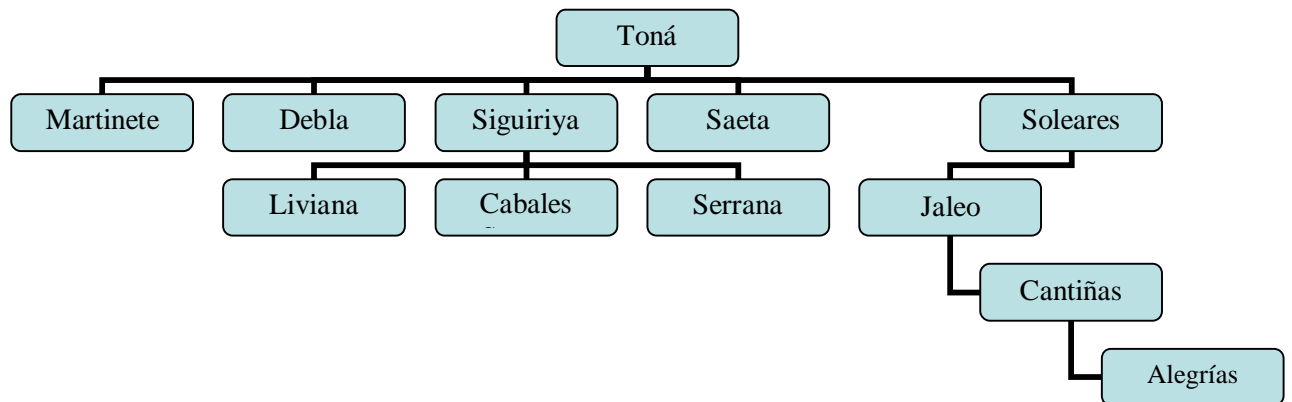 Toná
Martinete
Debla
Siguiriya
Saeta
Soleares
Liviana
Cabales
Serrana
Jaleo
Cantiñas
Alegrías